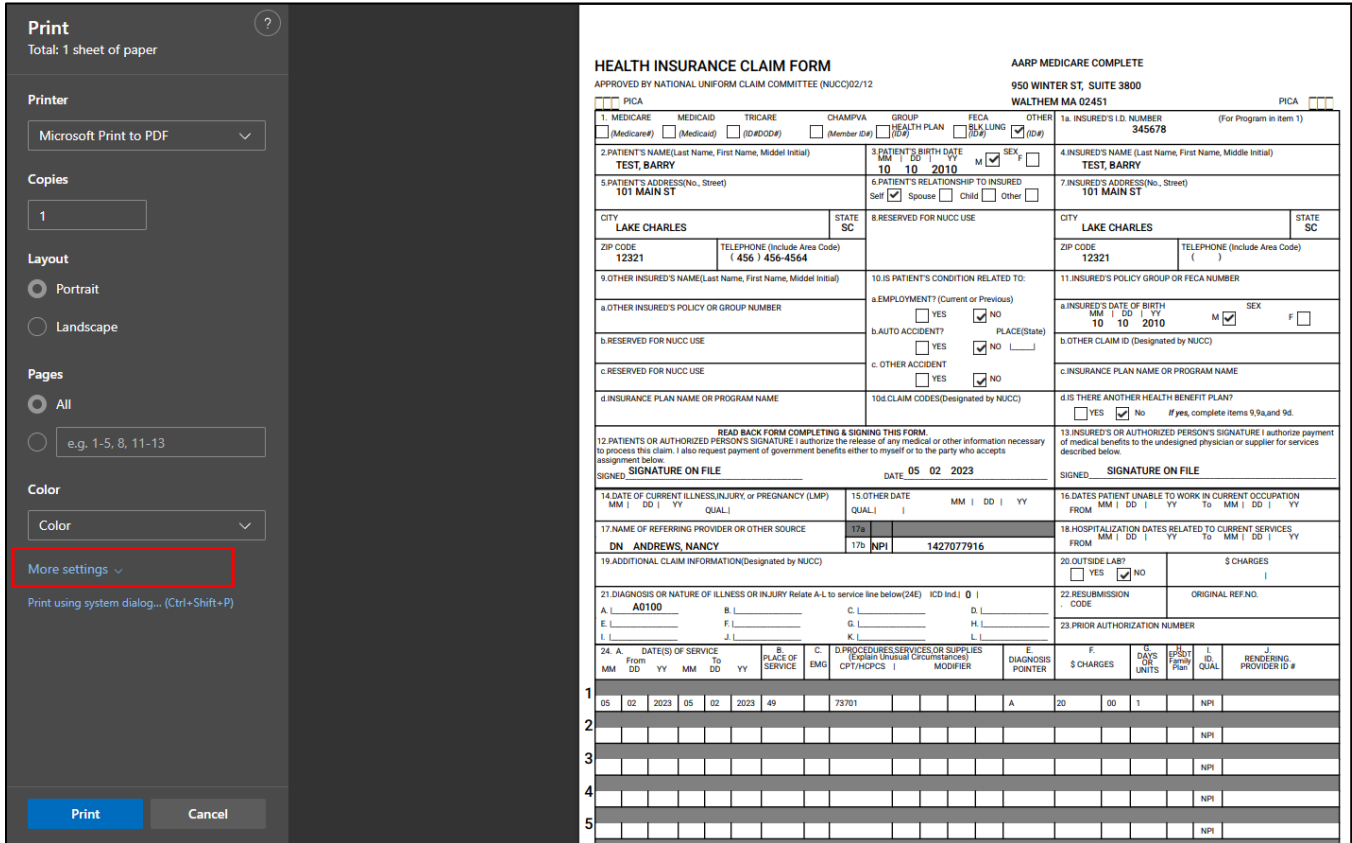 Print
Total: 1 sheet of paper
?
Printer
Microsoft Print to PDF
Copies
1
Layout
Portrait
Landscape
Pages
All
e.g. 1-5, 8, 11-13
Color
Color
More settings
Print using system dialog... (Ctrl+Shift+P)
Print Cancel
HEALTH INSURANCE CLAIM FORM
APPROVED BY NATIONAL UNIFORM CLAIM COMMITTEE (NUCC)02/12
AARP MEDICARE COMPLETE
950 WINTER ST, SUITE 3800
WALTHEM MA 02451
PICA PICA
1. MEDICARE MEDICAID TRICARE CHAMPVA GROUP HEALTH PLAN FECA BLK LUNG OTHER
(Medicare#) (Medicaid) (ID#DOD#) (Member ID#) (ID#) (ID#) (ID#)
1a. INSURED'S I.D. NUMBER (For Program in item 1)
345678
2.PATIENT'S NAME(Last Name, First Name, Middel Initial)
TEST, BARRY
3.PATIENT'S BIRTH DATE SEX
MM | DD | YY M F
10 10 2010
4.INSURED'S NAME (Last Name, First Name, Middle Initial)
TEST, BARRY
5.PATIENT'S ADDRESS(No., Street)
101 MAIN ST
6.PATIENT'S RELATIONSHIP TO INSURED
Self Spouse Child Other
7.INSURED'S ADDRESS(No., Street)
101 MAIN ST
CITY STATE
LAKE CHARLES SC
8.RESERVED FOR NUCC USE
CITY STATE
LAKE CHARLES SC
ZIP CODE TELEPHONE (Include Area Code)
12321 ( 456 ) 456-4564
ZIP CODE TELEPHONE (Include Area Code)
12321 ( )
9.OTHER INSURED'S NAME(Last Name, First Name, Middel Initial)
10.IS PATIENT'S CONDITION RELATED TO:
11.INSURED'S POLICY GROUP OR FECA NUMBER
a.OTHER INSURED'S POLICY OR GROUP NUMBER
a.EMPLOYMENT? (Current or Previous)
YES NO
a.INSURED'S DATE OF BIRTH SEX
MM | DD | YY M F
10 10 2010
b.RESERVED FOR NUCC USE
b.AUTO ACCIDENT? PLACE(State)
YES NO
b.OTHER CLAIM ID (Designated by NUCC)
c.RESERVED FOR NUCC USE
c. OTHER ACCIDENT
YES NO
c.INSURANCE PLAN NAME OR PROGRAM NAME
d.INSURANCE PLAN NAME OR PROGRAM NAME
10d.CLAIM CODES(Designated by NUCC)
d.IS THERE ANOTHER HEALTH BENEFIT PLAN?
YES No If yes, complete items 9,9a,and 9d.
READ BACK FORM COMPLETING & SIGNING THIS FORM.
12.PATIENTS OR AUTHORIZED PERSON'S SIGNATURE I authorize the release of any medical or other information necessary
to process this claim. I also request payment of government benefits either to myself or to the party who accepts
assignment below.
SIGNED SIGNATURE ON FILE DATE 05 02 2023
13.INSURED'S OR AUTHORIZED PERSON'S SIGNATURE I authorize payment
of medical benefits to the undesigned physician or supplier for services
described below.
SIGNED SIGNATURE ON FILE
14.DATE OF CURRENT ILLNESS,INJURY, or PREGNANCY (LMP)
MM | DD | YY QUAL.|
15.OTHER DATE MM | DD | YY
QUAL.| |
16.DATES PATIENT UNABLE TO WORK IN CURRENT OCCUPATION
FROM MM | DD | YY To MM | DD | YY
17.NAME OF REFERRING PROVIDER OR OTHER SOURCE
DN ANDREWS, NANCY
17a
17b NPI 1427077916
18.HOSPITALIZATION DATES RELATED TO CURRENT SERVICES
FROM MM | DD | YY To MM | DD | YY
19.ADDITIONAL CLAIM INFORMATION(Designated by NUCC)
20.OUTSIDE LAB? $ CHARGES
YES NO |
21.DIAGNOSIS OR NATURE OF ILLNESS OR INJURY Relate A-L to service line below(24E) ICD Ind.| 0 |
A. | A0100 B. | C. | D. |
E. | F. | G. | H. |
I. | J. | K. | L. |
22.RESUBMISSION ORIGINAL REF.NO.
. CODE
23.PRIOR AUTHORIZATION NUMBER
24. A. DATE(S) OF SERVICE B. C. D.PROCEDURES,SERVICES,OR SUPPLIES E. F. G. H. I. J.
From To PLACE OF SERVICE EMG (Explain Unusual Circumstances) DIAGNOSIS POINTER $ CHARGES DAYS OR UNITS EPSDT Family Plan ID. QUAL RENDERING. PROVIDER ID #
MM DD YY MM DD YY CPT/HCPCS | MODIFIER
1
05 02 2023 05 02 2023 49 73701 A 20 00 1 NPI
2
NPI
3
NPI
4
NPI
5
NPI